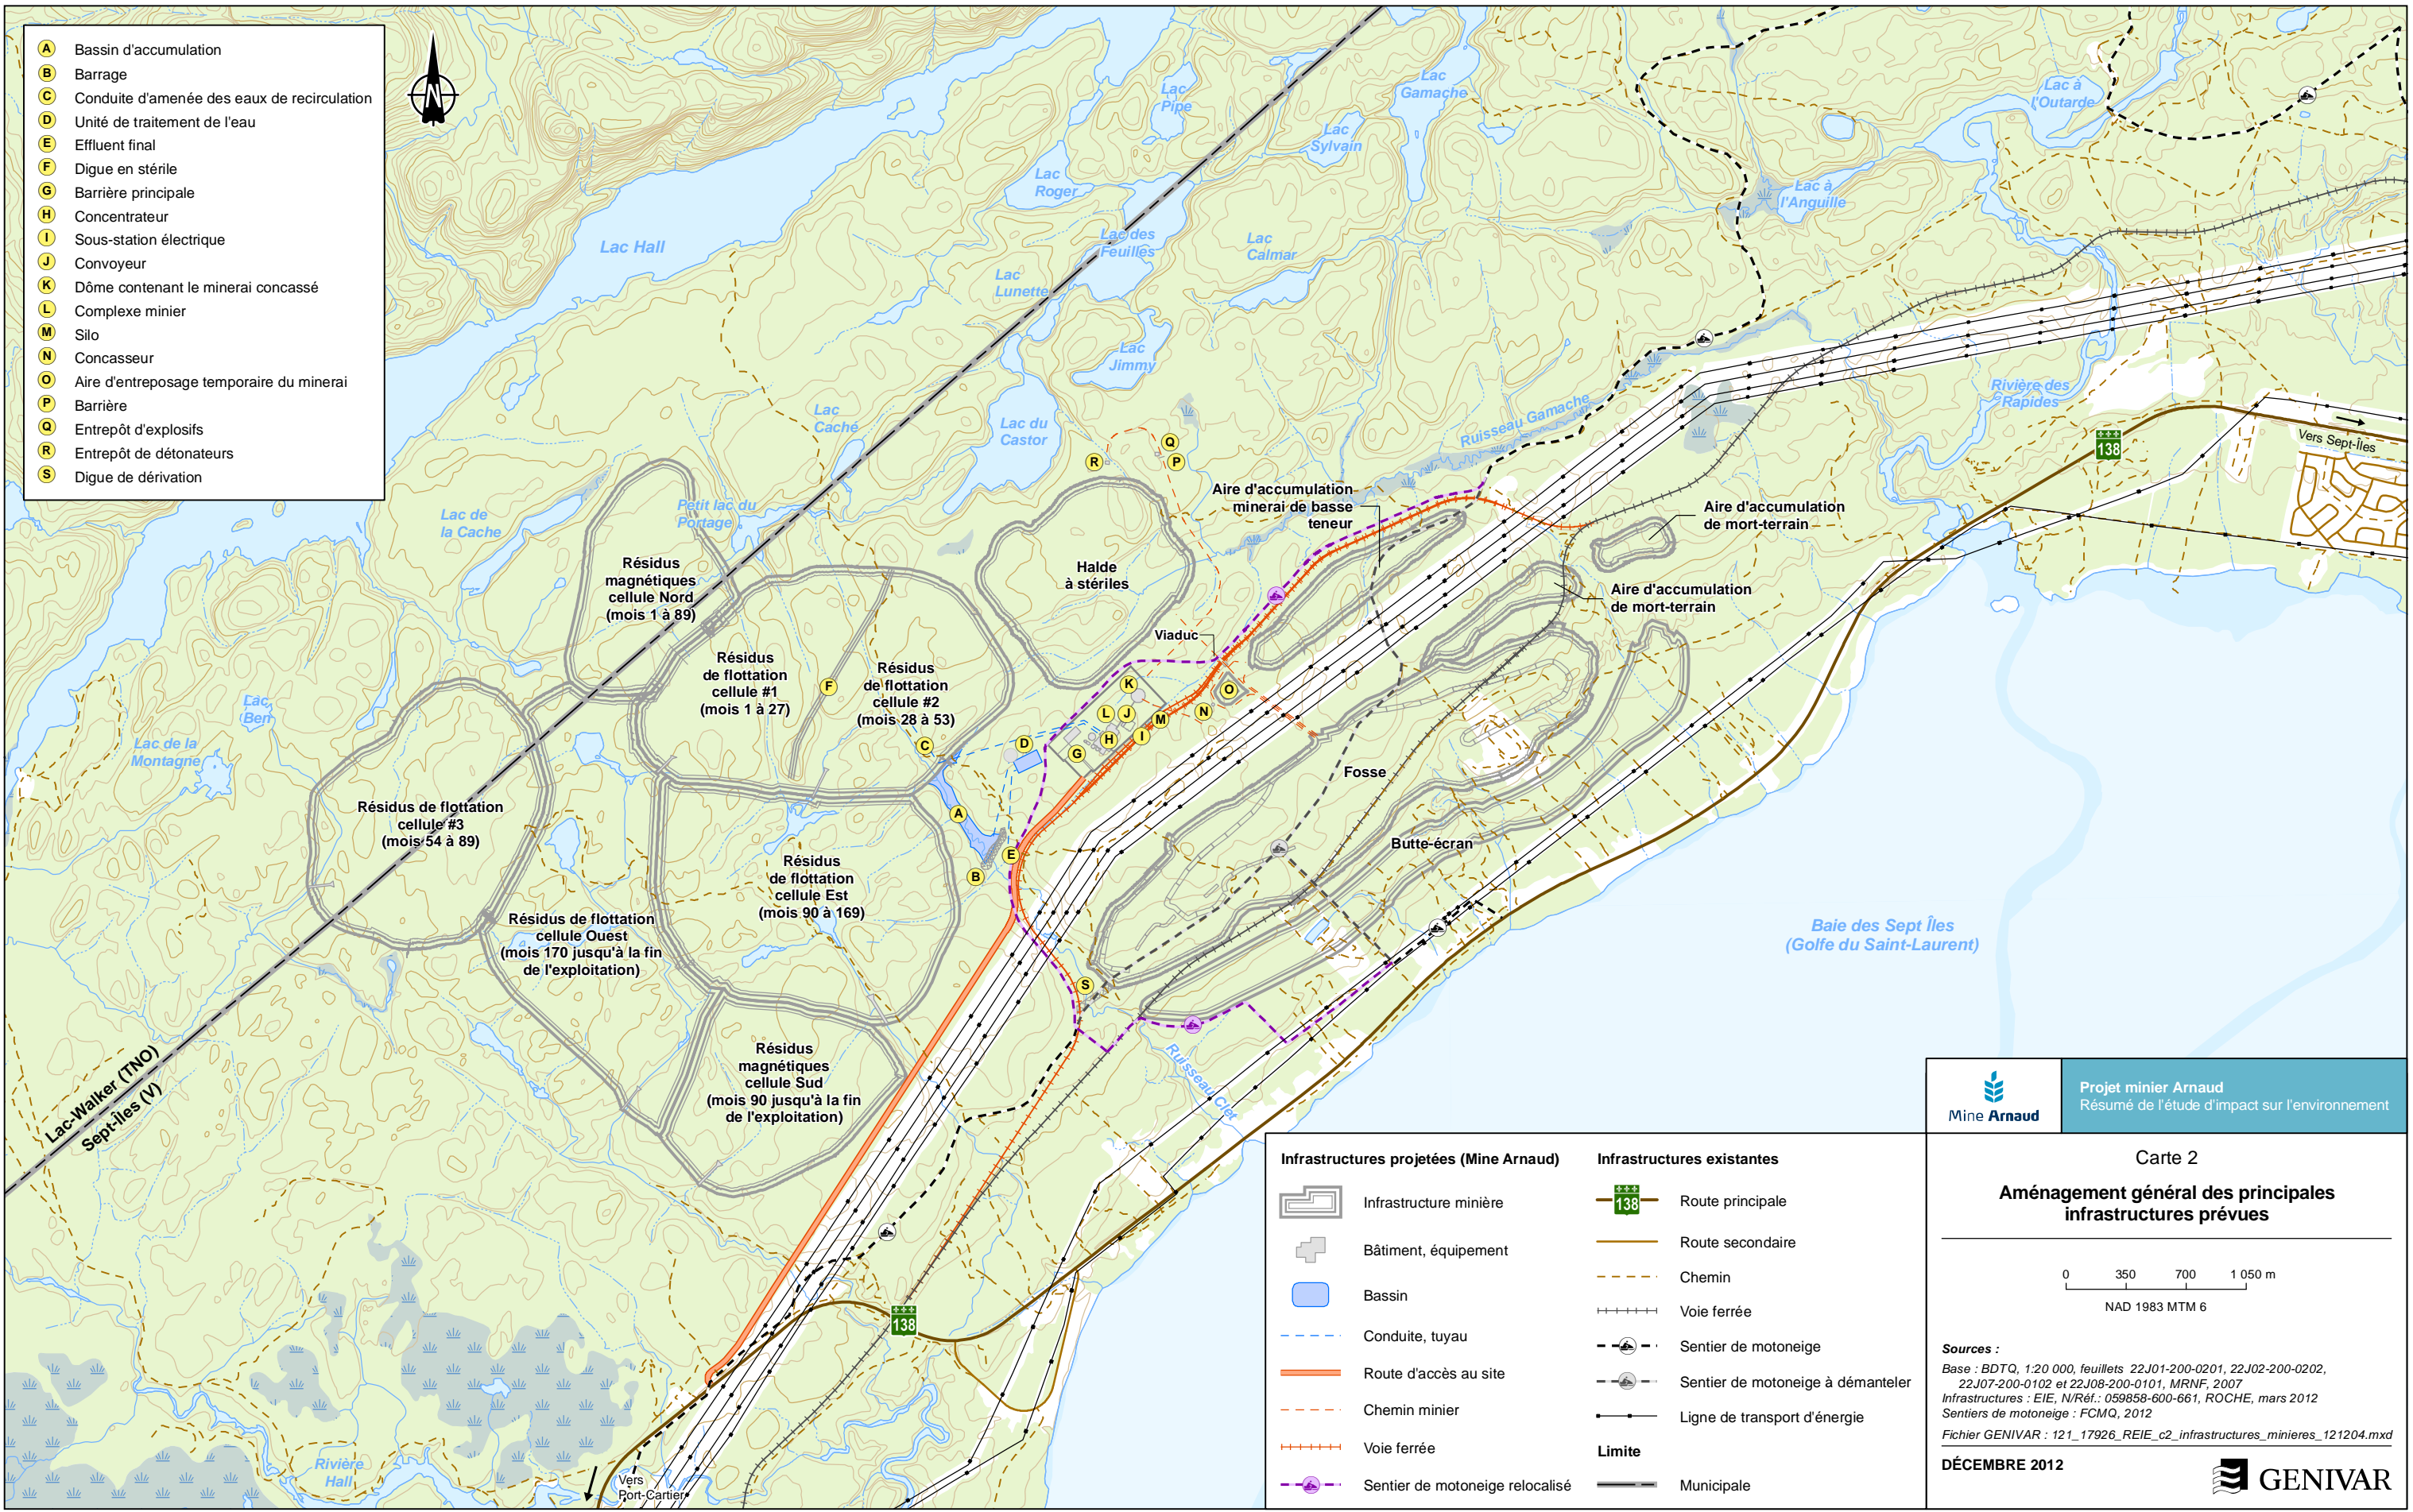 A Bassin d'accumulation
B Barrage
C Conduite d'amenée des eaux de recirculation
D Unité de traitement de l'eau
E Effluent final
F Digue en stérile
G Barrière principale
H Concentrateur
I Sous-station électrique
J Convoyeur
K Dôme contenant le minerai concassé
L Complexe minier
M Silo
N Concasseur
O Aire d'entreposage temporaire du minerai
P Barrière
Q Entrepôt d'explosifs
R Entrepôt de détonateurs
S Digue de dérivation
N
Lac
Pipe
Lac
Gamache
Lac à
l'Outarde
Lac
Sylvain
Lac
Roger
Lac à
l'Anguille
Lac Hall
Lac des
Feuilles
Lac
Calmar
Lac
Lunette
Lac
Jimmy
Rivière des
Rapides
Lac
Caché
Lac du
Castor
Ruisseau Gamache
138
Vers Sept-Îles
Q
R
P
Lac de
la Cache
Petit lac du
Portage
Aire d'accumulation
minerai de basse
teneur
Aire d'accumulation
de mort-terrain
Résidus
magnétiques
cellule Nord
(mois 1 à 89)
Halde
à stériles
Aire d'accumulation
de mort-terrain
Viaduc
Résidus
de flottation
cellule #1
(mois 1 à 27)
F
Résidus
de flottation
cellule #2
(mois 28 à 53)
K
O
L
J
M
N
H
I
G
C
D
Lac
Ben
Lac de la
Montagne
Fosse
Résidus de flottation
cellule #3
(mois 54 à 89)
A
E
B
Butte-écran
Résidus
de flottation
cellule Est
(mois 90 à 169)
Résidus de flottation
cellule Ouest
(mois 170 jusqu'à la fin
de l'exploitation)
Baie des Sept Îles
(Golfe du Saint-Laurent)
S
Résidus
magnétiques
cellule Sud
(mois 90 jusqu'à la fin
de l'exploitation)
Ruisseau Clet
Lac-Walker (TNO)
Sept-Îles (V)
138
Rivière
Hall
Vers
Port-Cartier
Infrastructures projetées (Mine Arnaud)
Infrastructure minière
Bâtiment, équipement
Bassin
Conduite, tuyau
Route d'accès au site
Chemin minier
Voie ferrée
Sentier de motoneige relocalisé
Infrastructures existantes
138 Route principale
Route secondaire
Chemin
Voie ferrée
Sentier de motoneige
Sentier de motoneige à démanteler
Ligne de transport d'énergie
Limite
Municipale
Mine Arnaud
Projet minier Arnaud
Résumé de l'étude d'impact sur l'environnement
Carte 2
Aménagement général des principales
infrastructures prévues
0 350 700 1 050 m
NAD 1983 MTM 6
Sources :
Base : BDTQ, 1:20 000, feuillets 22J01-200-0201, 22J02-200-0202,
22J07-200-0102 et 22J08-200-0101, MRNF, 2007
Infrastructures : EIE, N/Réf.: 059858-600-661, ROCHE, mars 2012
Sentiers de motoneige : FCMQ, 2012
Fichier GENIVAR : 121_17926_REIE_c2_infrastructures_minieres_121204.mxd
DÉCEMBRE 2012
GENIVAR